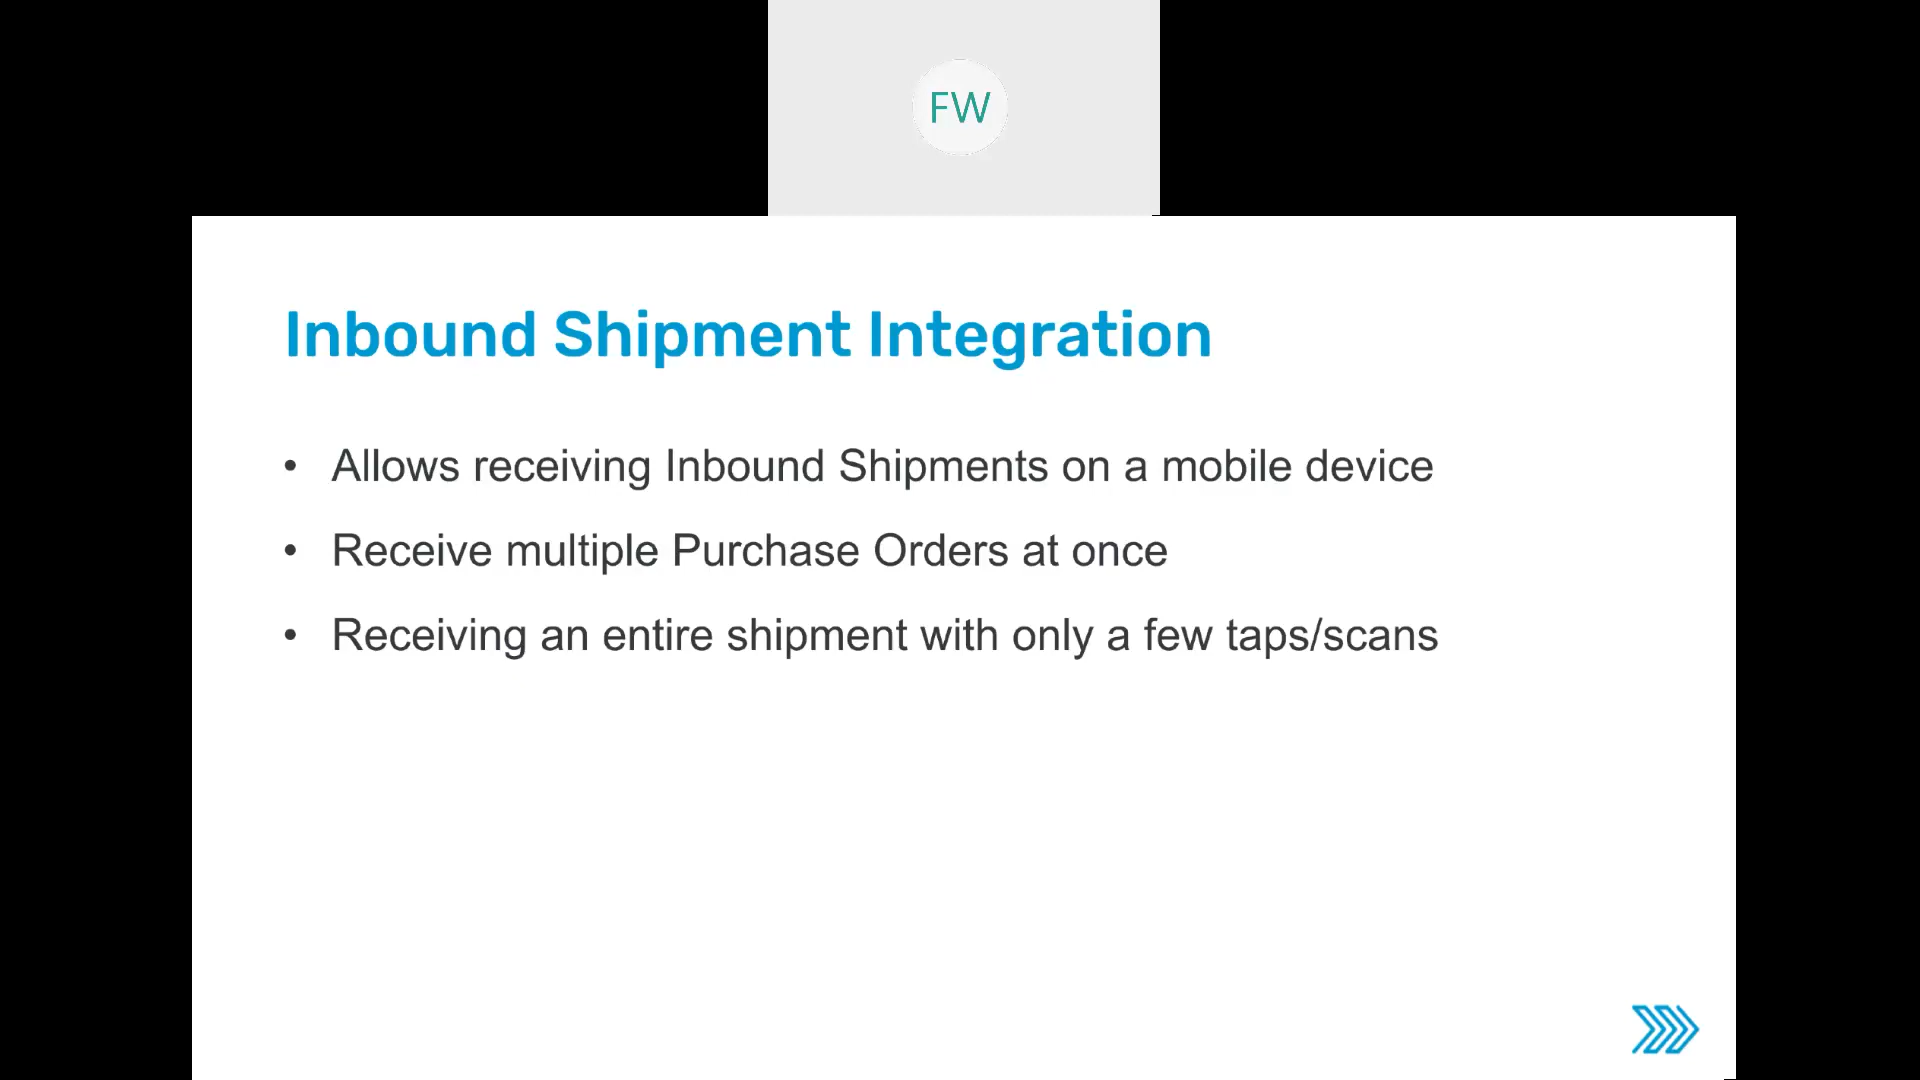 FW
Inbound Shipment Integration
• Allows receiving Inbound Shipments on a mobile device
• Receive multiple Purchase Orders at once
• Receiving an entire shipment with only a few taps/scans